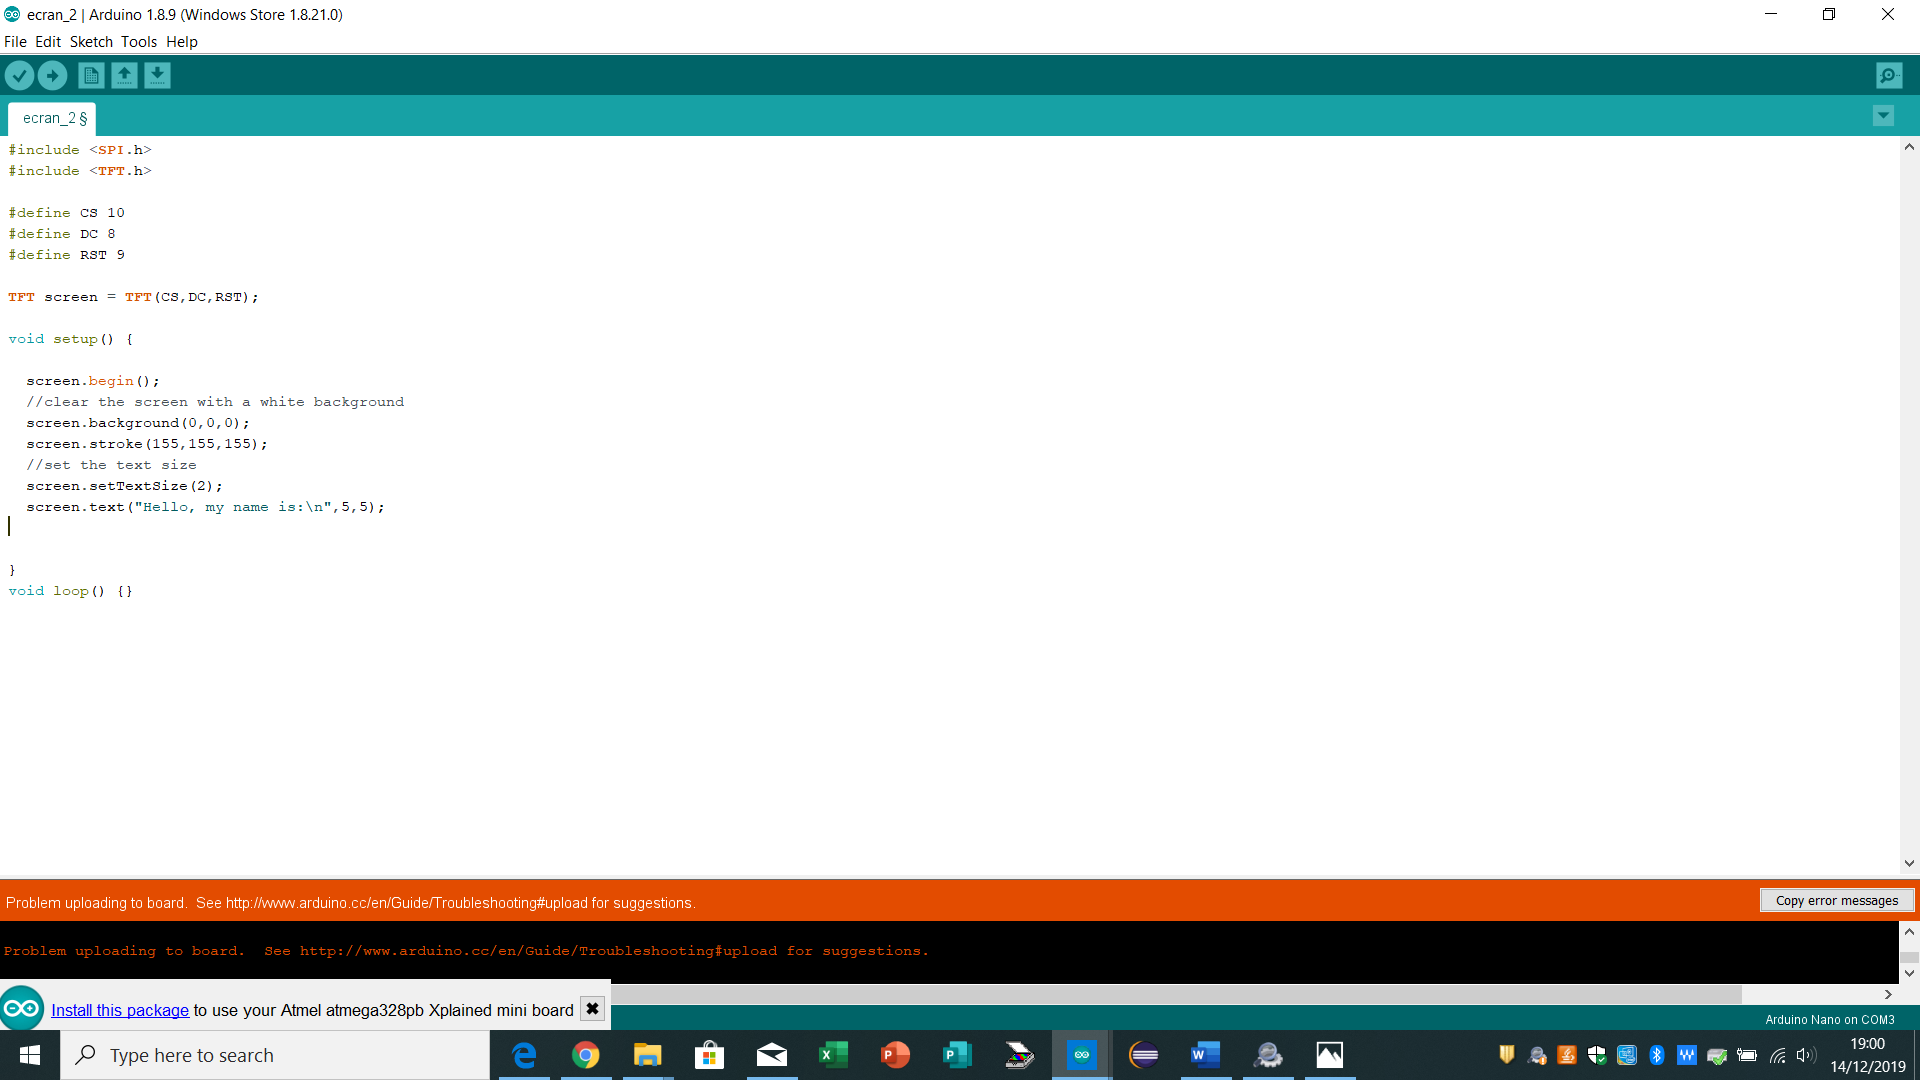 ecran_2 | Arduino 1.8.9 (Windows Store 1.8.21.0)
File Edit Sketch Tools Help
ecran_2 §
#include <SPI.h>
#include <TFT.h>
#define CS 10
#define DC 8
#define RST 9
TFT screen = TFT(CS,DC,RST);
void setup() {
screen.begin();
//clear the screen with a white background
screen.background(0,0,0);
screen.stroke(155,155,155);
//set the text size
screen.setTextSize(2);
screen.text("Hello, my name is:\n",5,5);
}
void loop() {}
Problem uploading to board. See http://www.arduino.cc/en/Guide/Troubleshooting#upload for suggestions.
Copy error messages
Problem uploading to board. See http://www.arduino.cc/en/Guide/Troubleshooting#upload for suggestions.
Install this package to use your Atmel atmega328pb Xplained mini board
Arduino Nano on COM3
Type here to search
19:00
14/12/2019